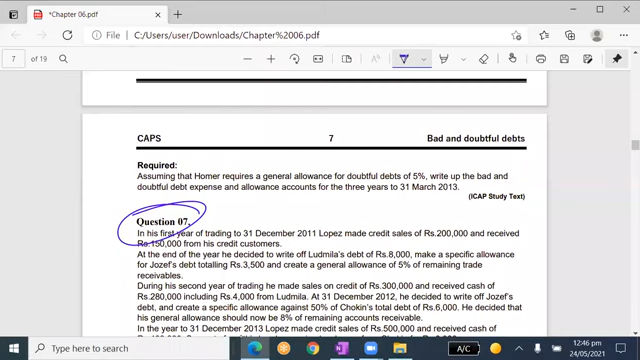 *Chapter 06.pdf
C:/Users/user/Downloads/Chapter%2006.pdf
7 of 19
CAPS 7 Bad and doubtful debts
Required:
Assuming that Homer requires a general allowance for doubtful debts of 5%, write up the bad and
doubtful debt expense and allowance accounts for the three years to 31 March 2013.
(ICAP Study Text)
Question 07.
In his first year of trading to 31 December 2011 Lopez made credit sales of Rs.200,000 and received
Rs.150,000 from his credit customers.
At the end of the year he decided to write off Ludmila's debt of Rs.8,000, make a specific allowance
for Jozef's debt totalling Rs.3,500 and create a general allowance of 5% of remaining trade
receivables.
During his second year of trading he made sales on credit of Rs.300,000 and received cash of
Rs.280,000 including Rs.4,000 from Ludmila. At 31 December 2012, he decided to write off Jozef's
debt, and create a specific allowance against 50% of Chokin's total debt of Rs.6,000. He decided that
his general allowance should now be 8% of remaining accounts receivable.
In the year to 31 December 2013 Lopez made credit sales of Rs.500,000 and received cash of
Type here to search
A/C
12:46 pm
24/05/2021